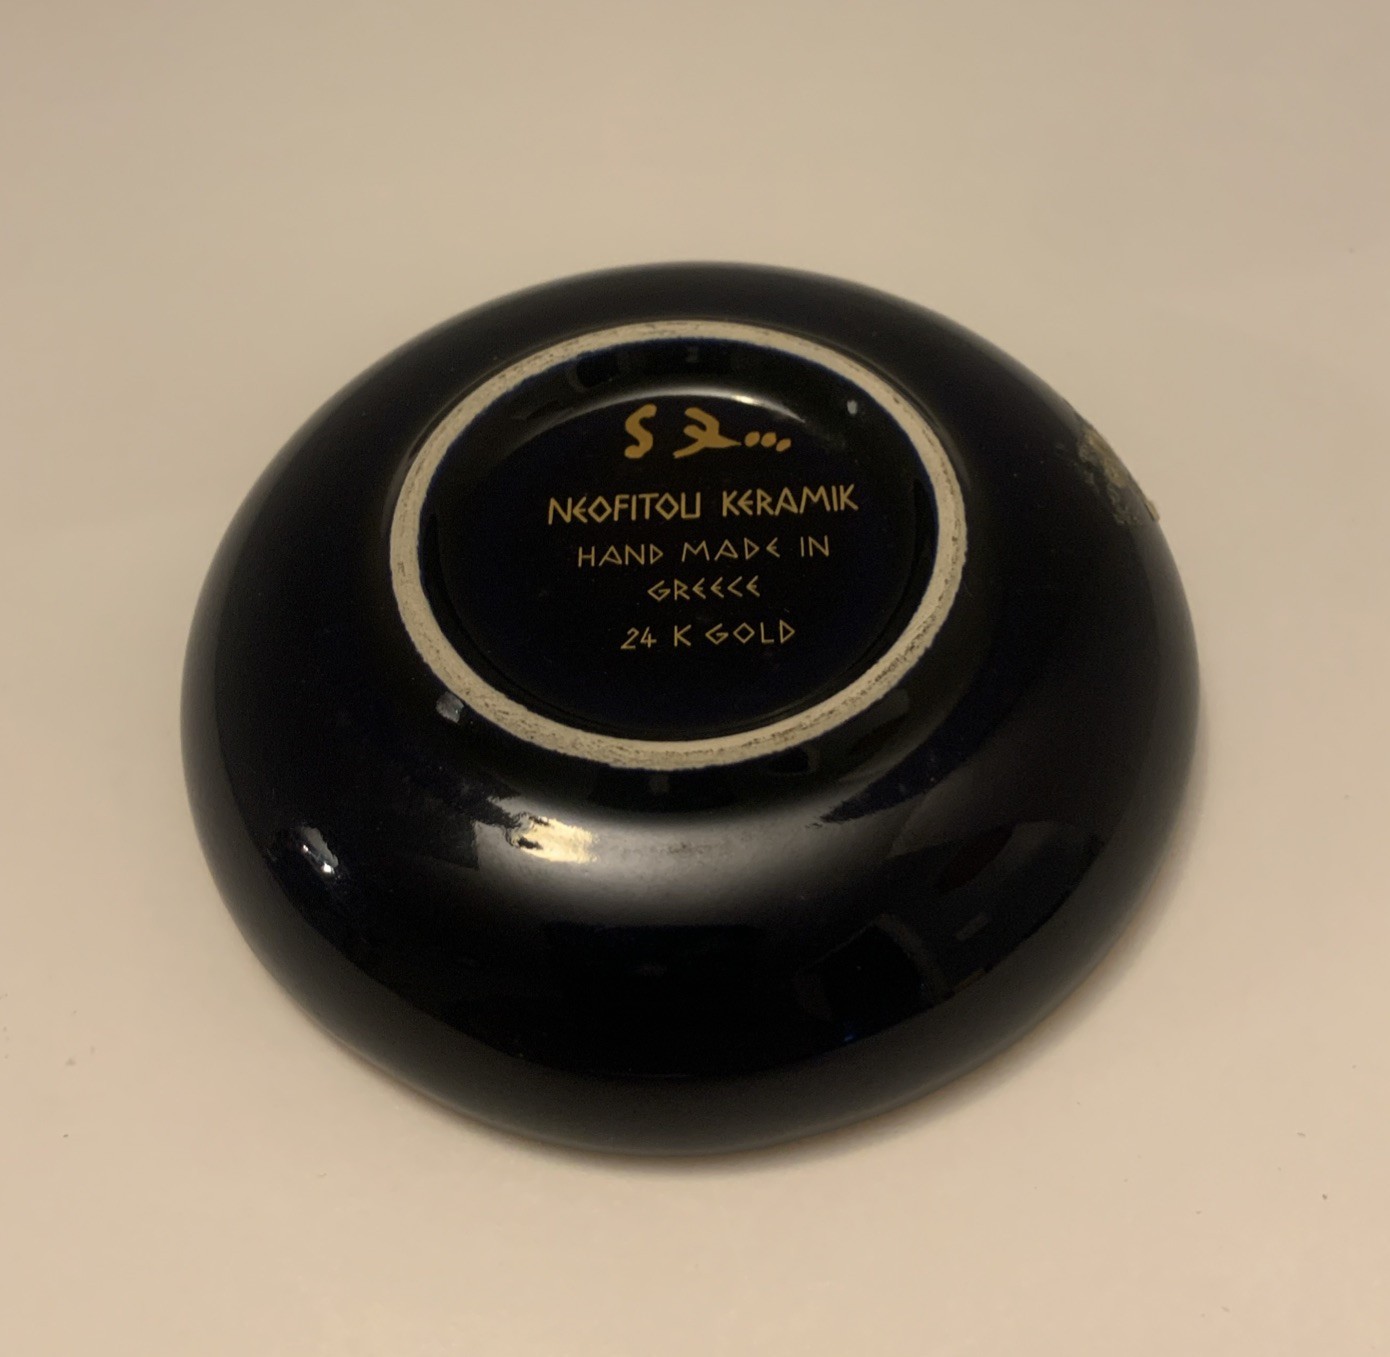 NEOFITOU KERAMIK
HAND MADE IN
GREECE
24 K GOLD